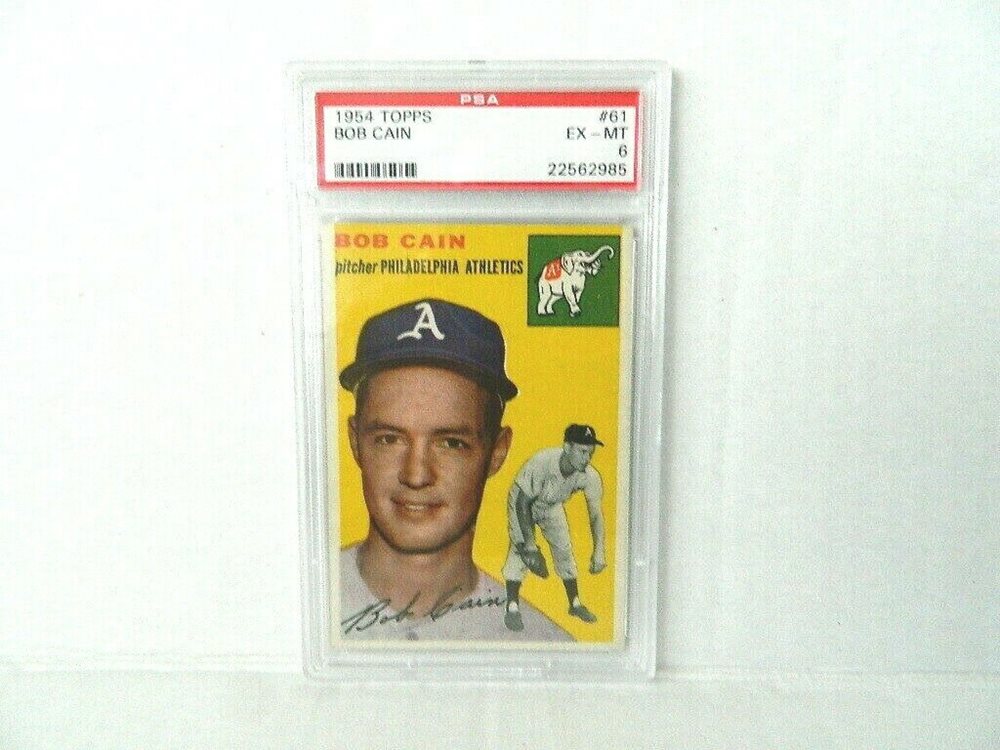 PSA
1954 TOPPS #61
BOB CAIN EX - MT
6
22562985
BOB CAIN
pitcher PHILADELPHIA ATHLETICS
A's
A
A
Bob Cain